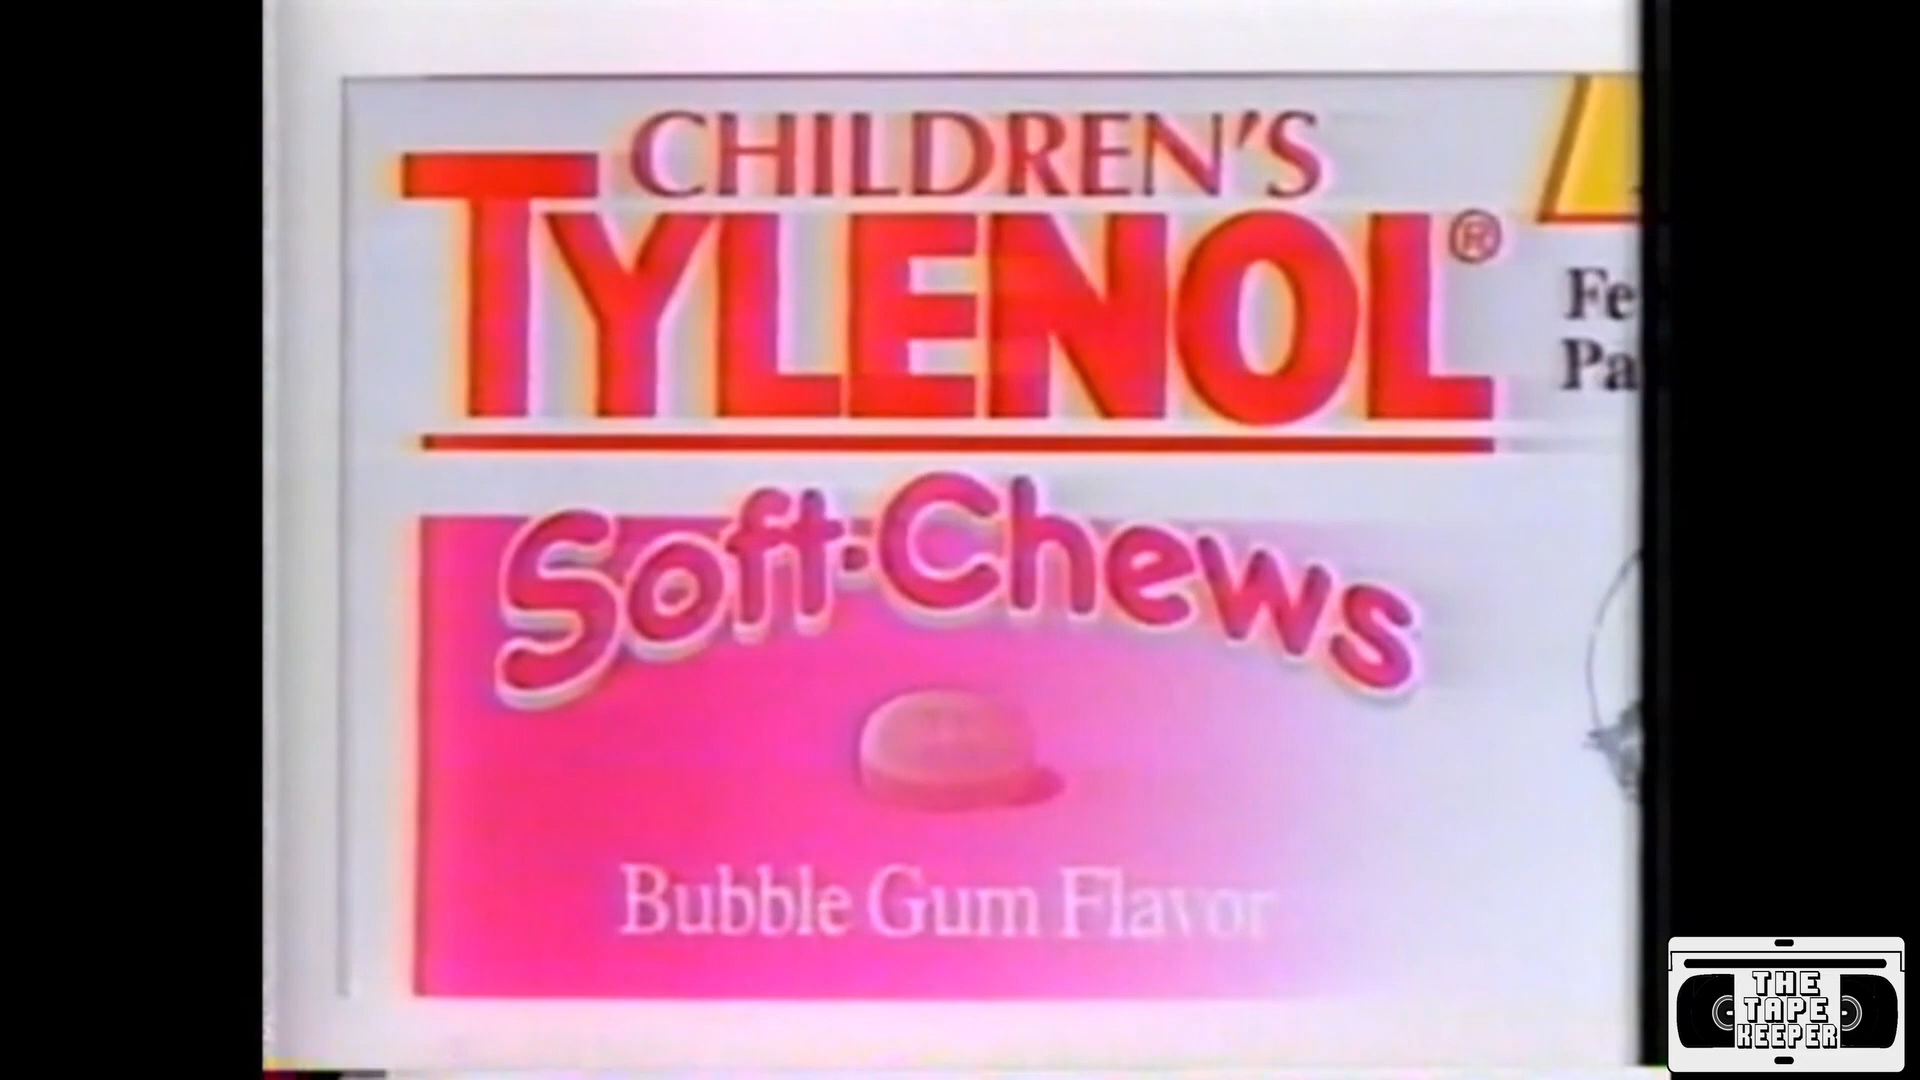 CHILDREN'S
TYLENOL®
Fe
Pa
Soft·Chews
Bubble Gum Flavor
THE
TAPE
KEEPER